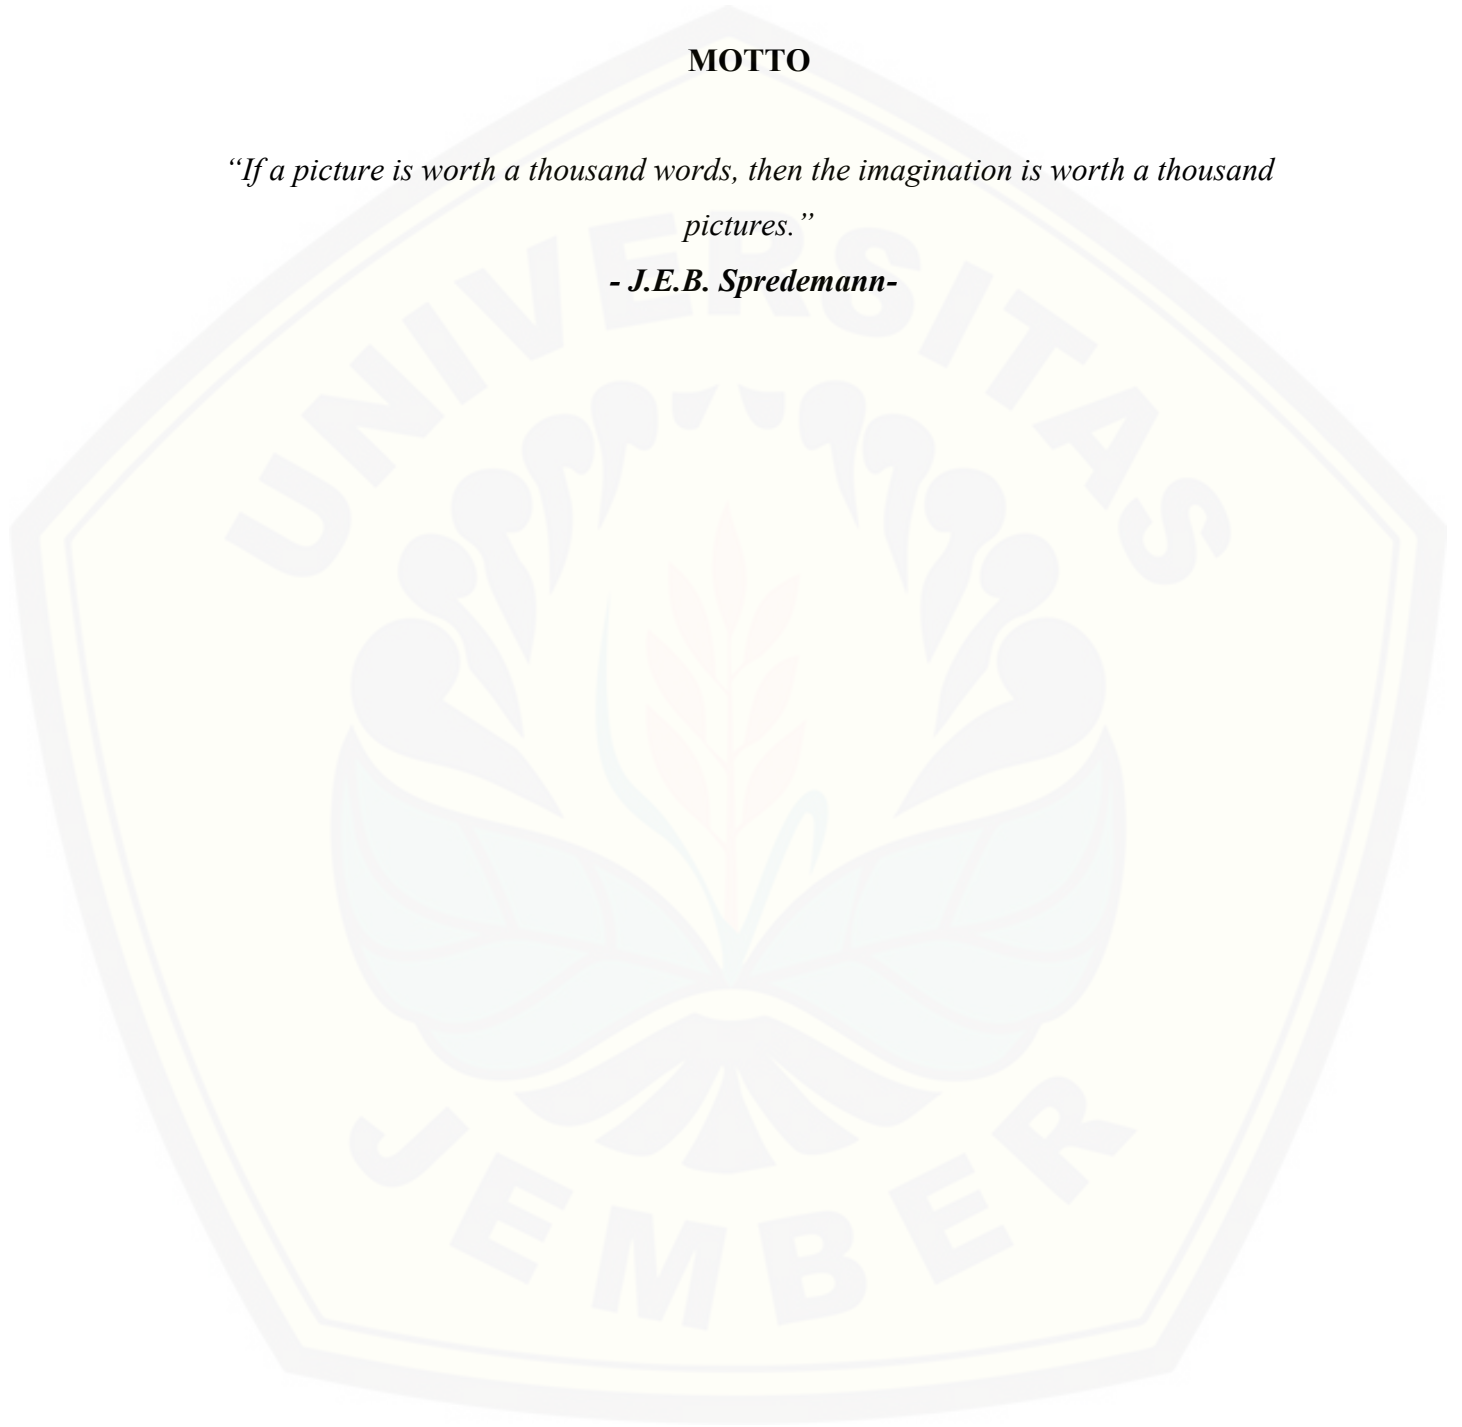 MOTTO
“If a picture is worth a thousand words, then the imagination is worth a thousand
pictures.”
- J.E.B. Spredemann-
UNIVERSITAS
JEMBER